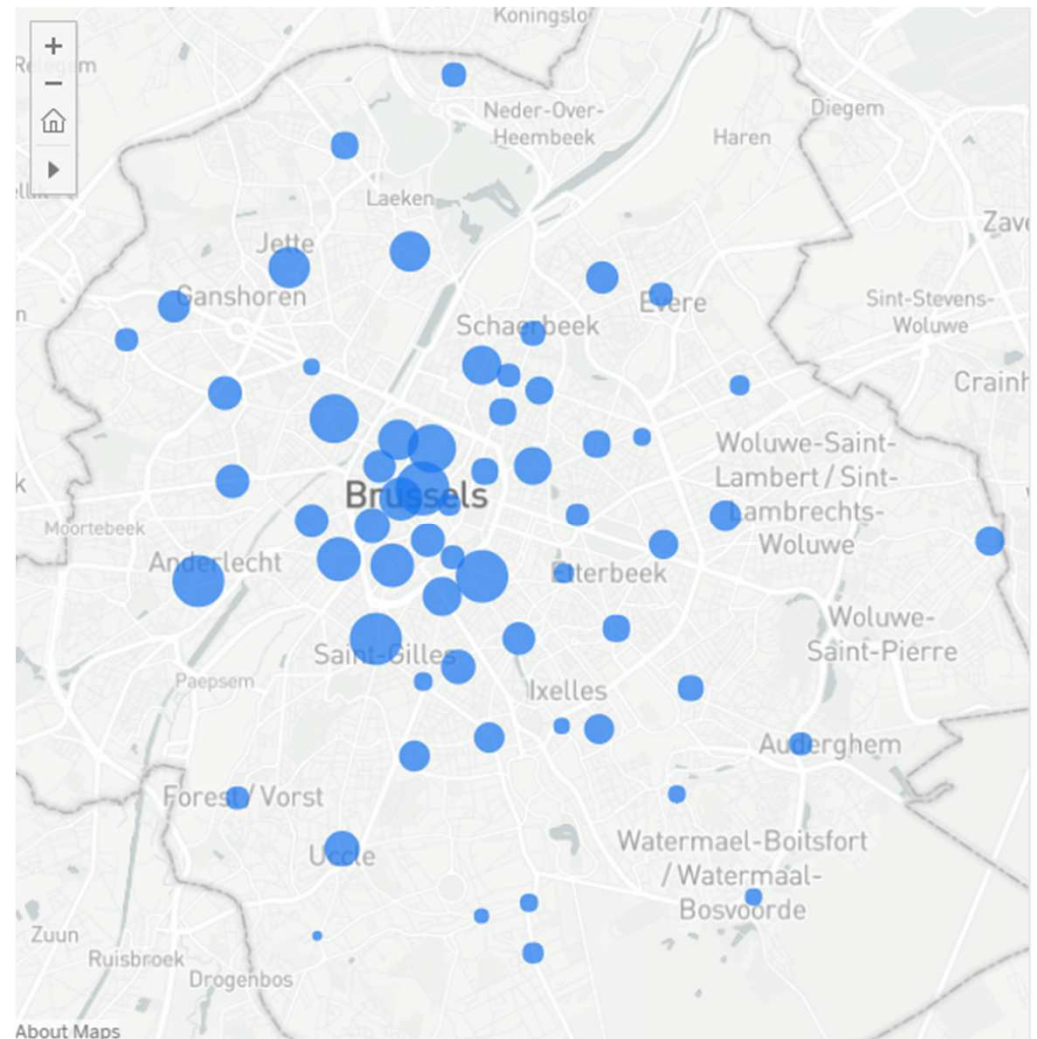 Koningslo
+
−
Neder-Over-
Heembeek
Diegem
Haren
Laeken
Zave
Jette
Ganshoren
Evere
Sint-Stevens-
Woluwe
Schaerbeek
Crainh
Woluwe-Saint-
Lambert / Sint-
Lambrechts-
Woluwe
Brussels
Moortebeek
Anderlecht
Etterbeek
Woluwe-
Saint-Pierre
Saint-Gilles
Paepsem
Ixelles
Auderghem
Forest / Vorst
Watermael-Boitsfort
/ Watermaal-
Bosvoorde
Uccle
Zuun
Ruisbroek
Drogenbos
About Maps